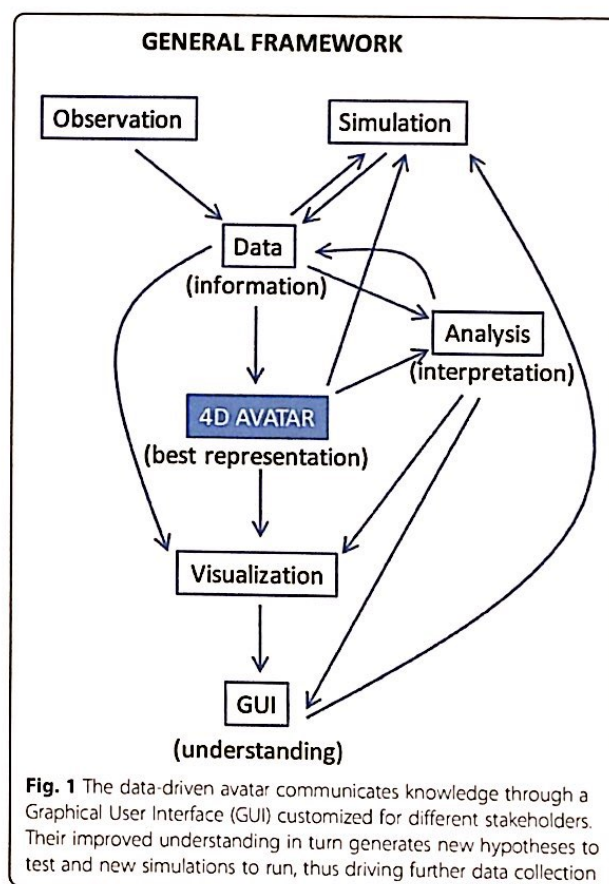 GENERAL FRAMEWORK
Observation
Simulation
Data
(information)
Analysis
(interpretation)
4D AVATAR
(best representation)
Visualization
GUI
(understanding)
Fig. 1 The data-driven avatar communicates knowledge through a
Graphical User Interface (GUI) customized for different stakeholders.
Their improved understanding in turn generates new hypotheses to
test and new simulations to run, thus driving further data collection